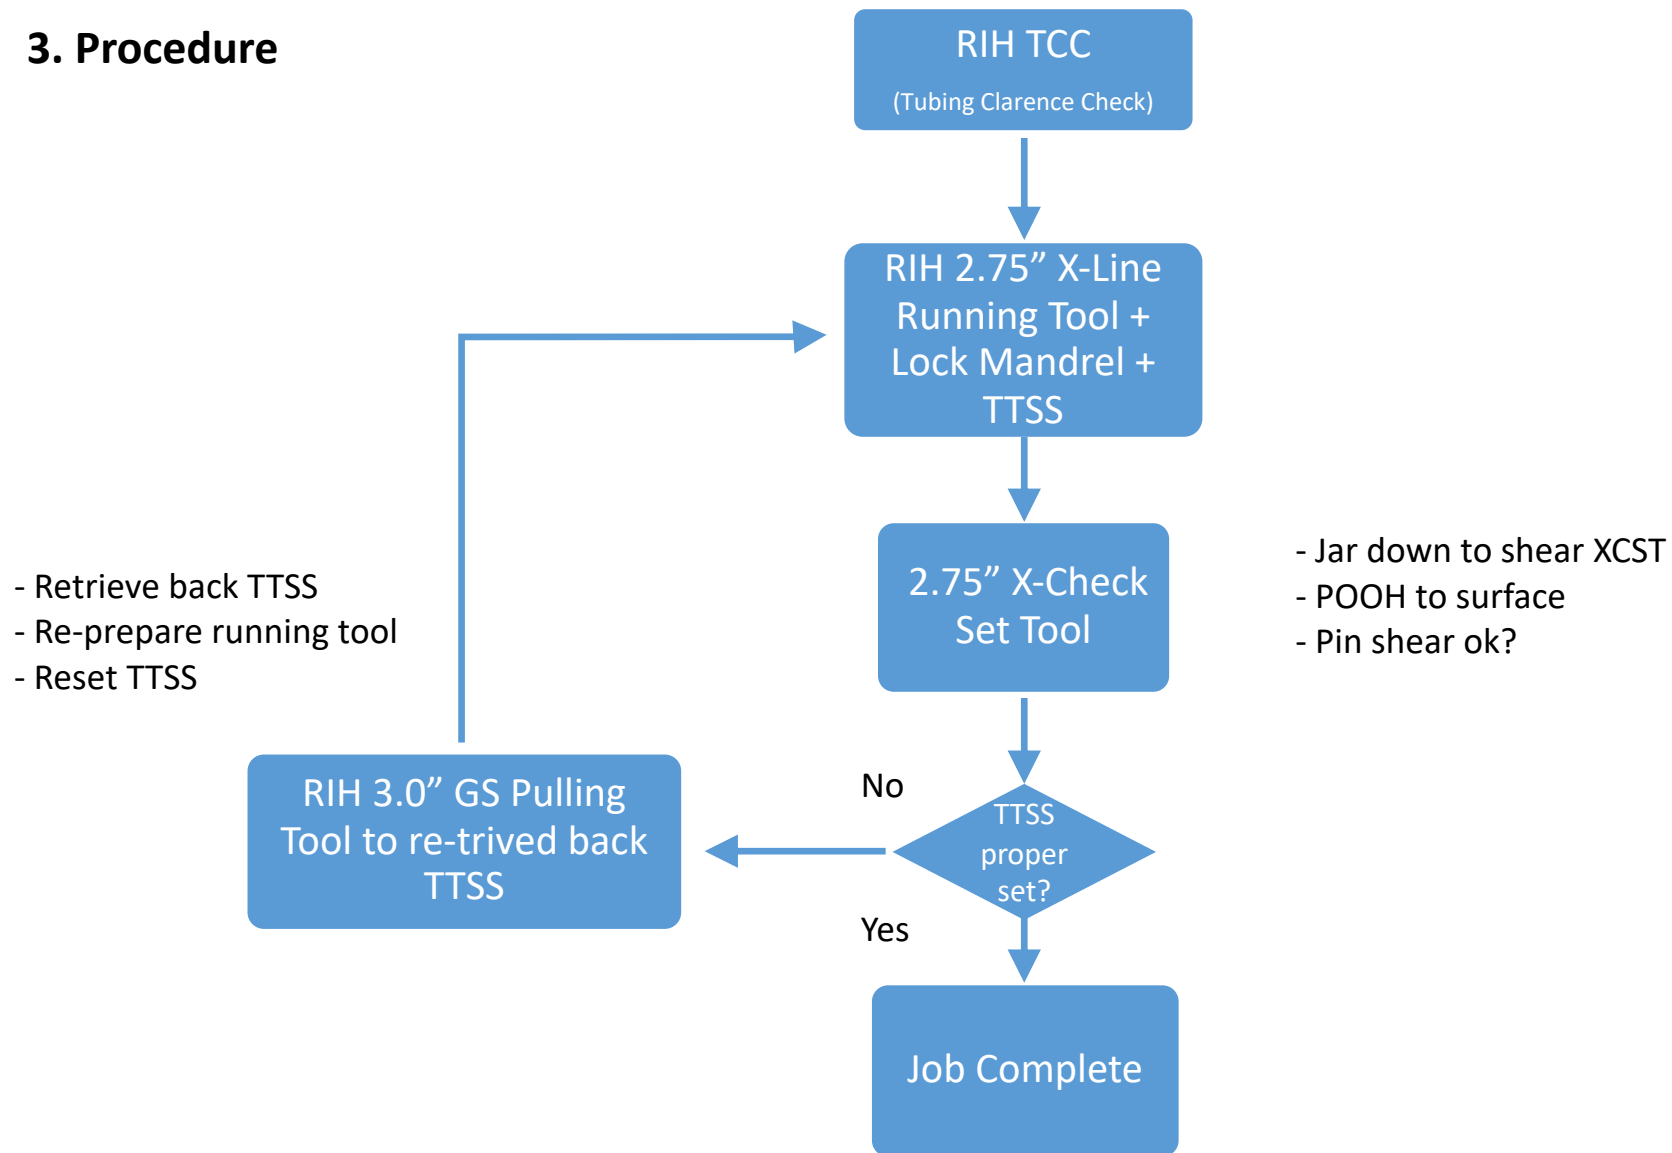 3. Procedure
RIH TCC
(Tubing Clarence Check)
RIH 2.75” X-Line
Running Tool +
Lock Mandrel +
TTSS
2.75” X-Check
Set Tool
- Jar down to shear XCST
- POOH to surface
- Pin shear ok?
- Retrieve back TTSS
- Re-prepare running tool
- Reset TTSS
RIH 3.0” GS Pulling
Tool to re-trived back
TTSS
No
TTSS
proper
set?
Yes
Job Complete